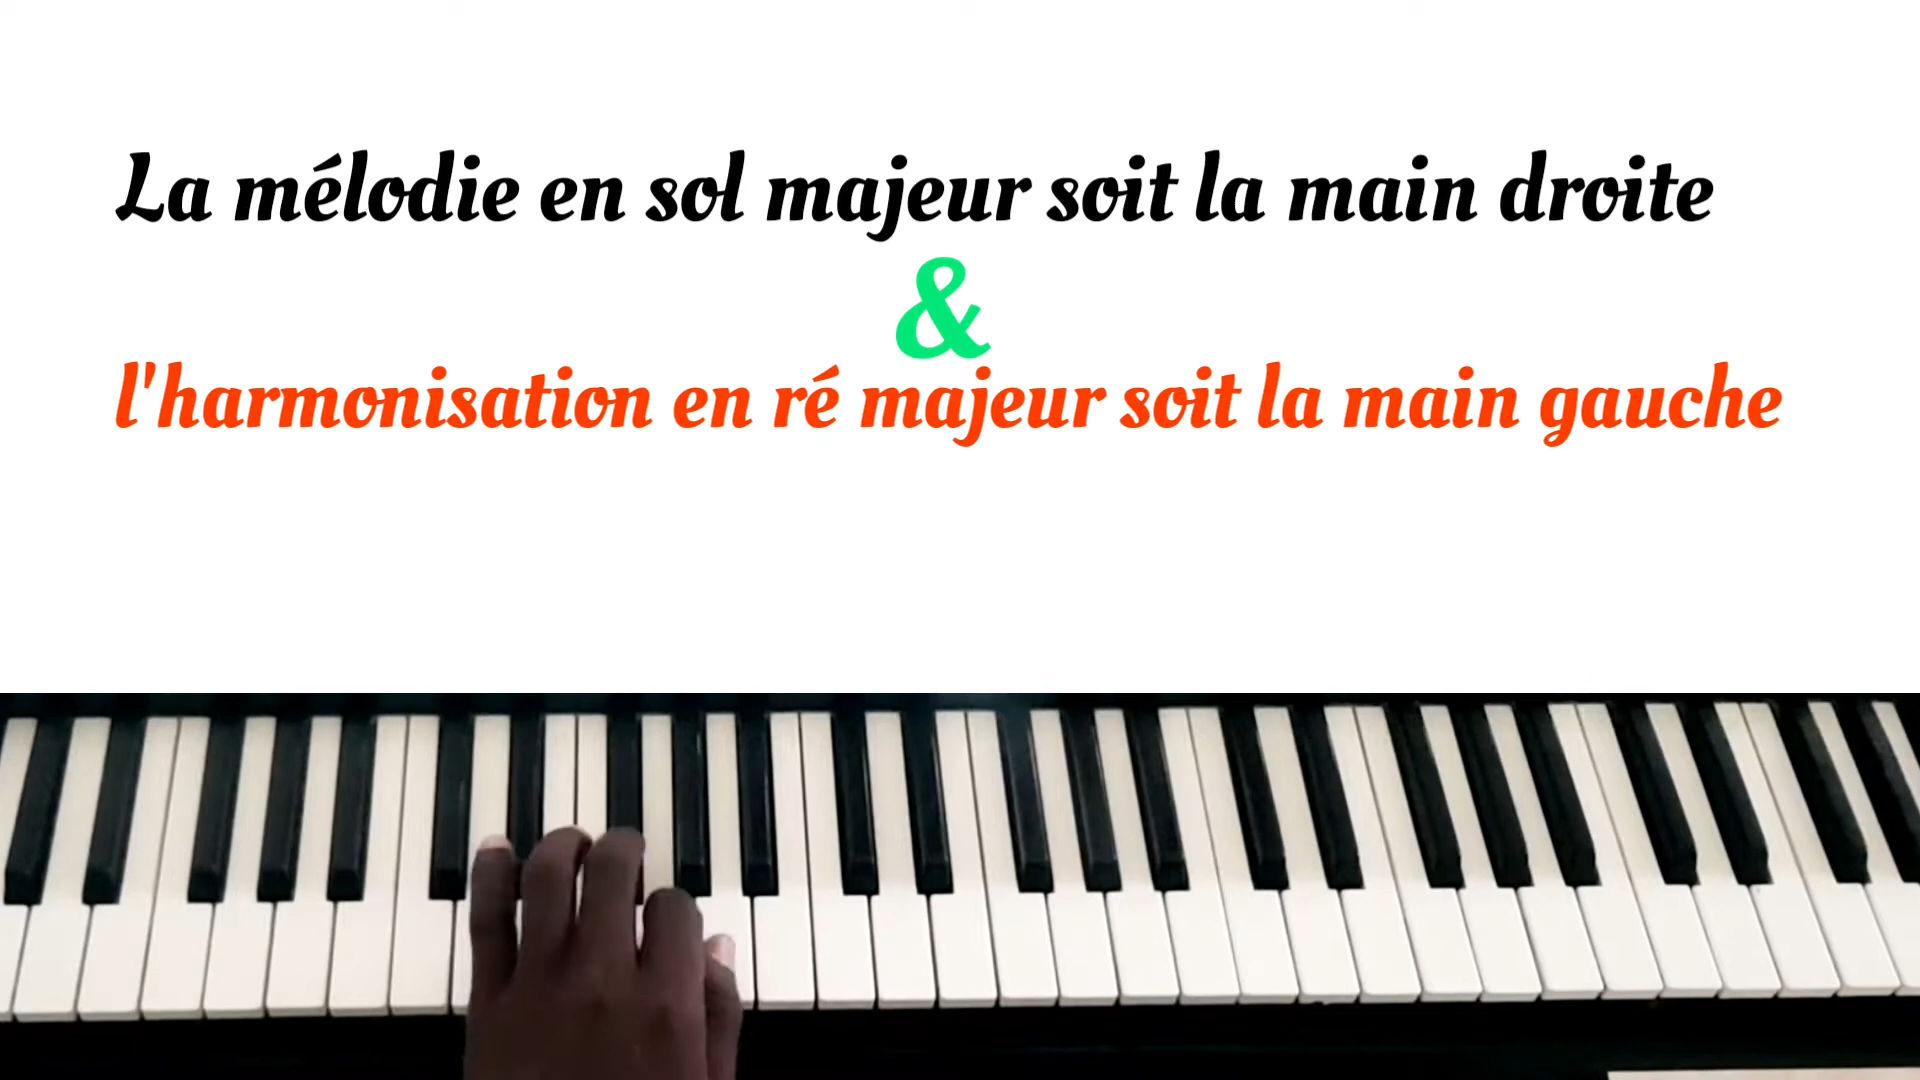 La mélodie en sol majeur soit la main droite
&
l'harmonisation en ré majeur soit la main gauche